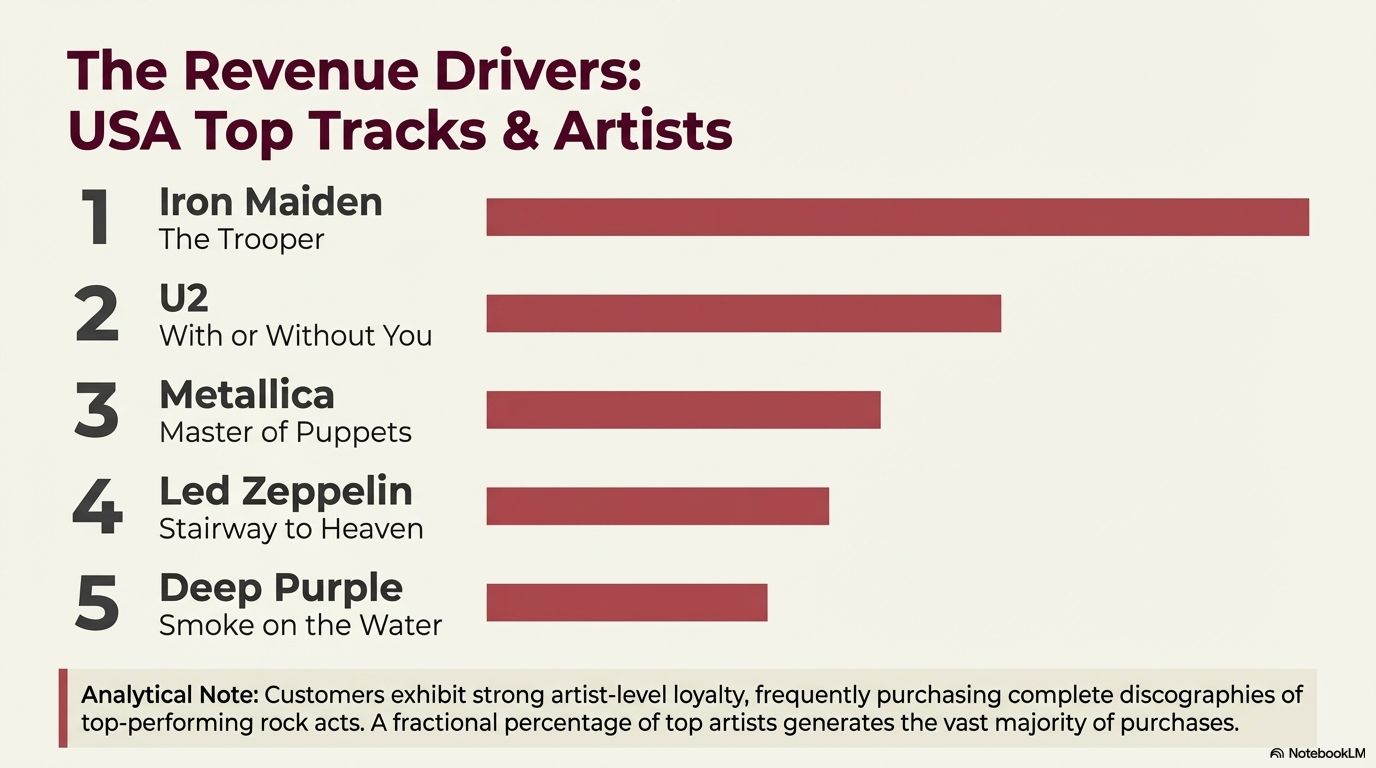 The Revenue Drivers:
USA Top Tracks & Artists
1
Iron Maiden
The Trooper
2
U2
With or Without You
3
Metallica
Master of Puppets
4
Led Zeppelin
Stairway to Heaven
5
Deep Purple
Smoke on the Water
Analytical Note: Customers exhibit strong artist-level loyalty, frequently purchasing complete discographies of
top-performing rock acts. A fractional percentage of top artists generates the vast majority of purchases.
NotebookLM